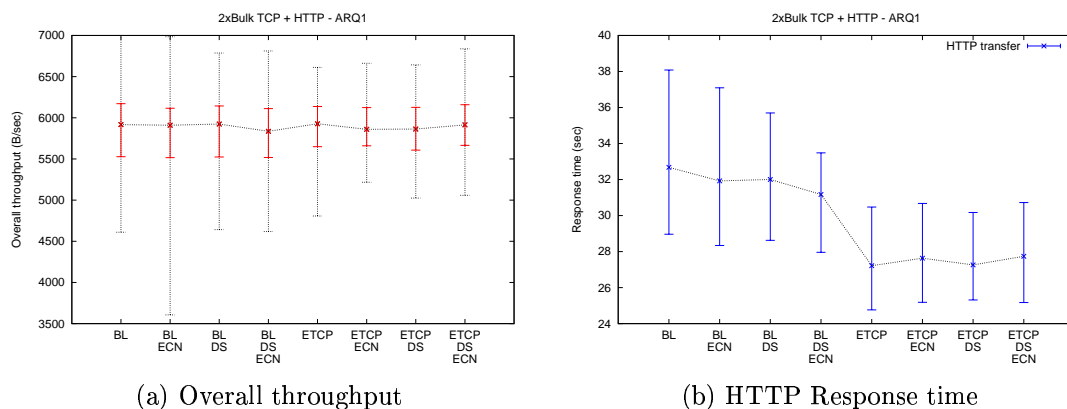 2xBulk TCP + HTTP - ARQ1
Overall throughput (B/sec)
7000
6500
6000
5500
5000
4500
4000
3500
BL
BL ECN
BL DS
BL DS ECN
ETCP
ETCP ECN
ETCP DS
ETCP DS ECN
(a) Overall throughput
2xBulk TCP + HTTP - ARQ1
HTTP transfer
Response time (sec)
40
38
36
34
32
30
28
26
24
BL
BL ECN
BL DS
BL DS ECN
ETCP
ETCP ECN
ETCP DS
ETCP DS ECN
(b) HTTP Response time